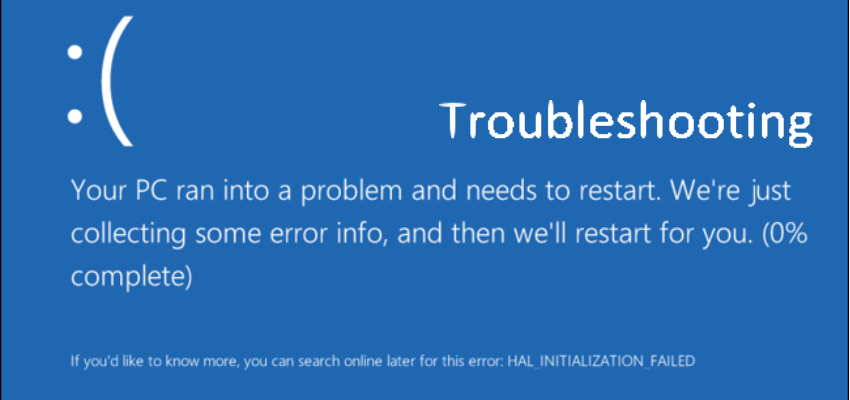 :(
Troubleshooting
Your PC ran into a problem and needs to restart. We're just
collecting some error info, and then we'll restart for you. (0%
complete)
If you'd like to know more, you can search online later for this error: HAL_INITIALIZATION_FAILED